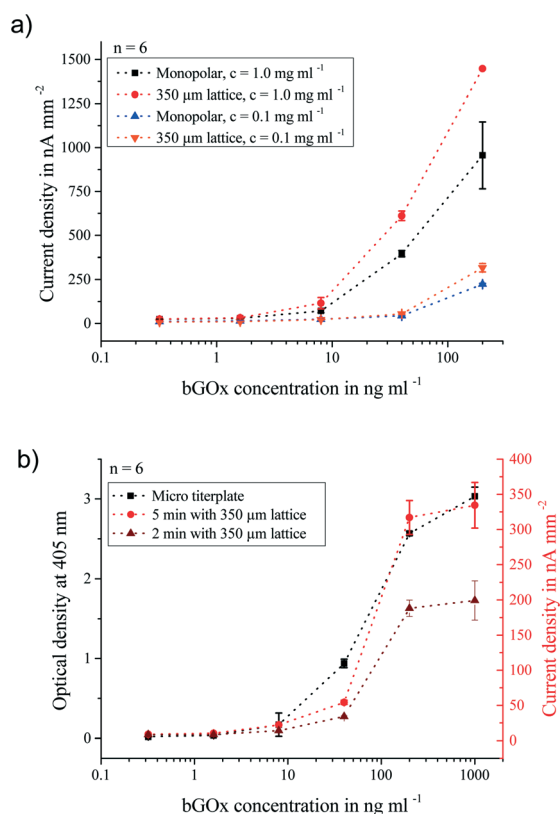 a)
n = 6
Monopolar, c = 1.0 mg ml -1
350 µm lattice, c = 1.0 mg ml -1
Monopolar, c = 0.1 mg ml -1
350 µm lattice, c = 0.1 mg ml -1
Current density in nA mm-2
1500
1250
1000
750
500
250
0
0.1 1 10 100
bGOx concentration in ng ml -1
b)
n = 6
Micro titerplate
5 min with 350 µm lattice
2 min with 350 µm lattice
Optical density at 405 nm
3
2
1
0
400
350
300
250
200
150
100
50
0
Current density in nA mm-2
0.1 1 10 100 1000
bGOx concentration in ng ml -1